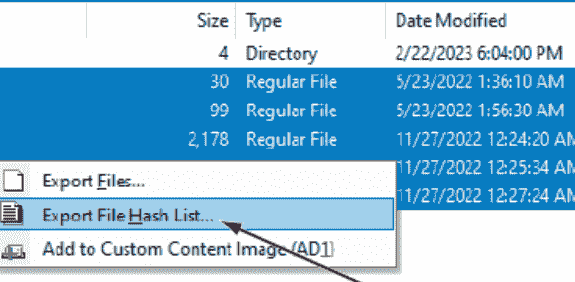 Size Type Date Modified
4 Directory 2/22/2023 6:04:00 PM
30 Regular File 5/23/2022 1:36:10 AM
99 Regular File 5/23/2022 1:56:30 AM
2,178 Regular File 11/27/2022 12:24:20 AM
11/27/2022 12:25:34 AM
Export Files...
11/27/2022 12:27:24 AM
Export File Hash List...
Add to Custom Content Image (AD1)